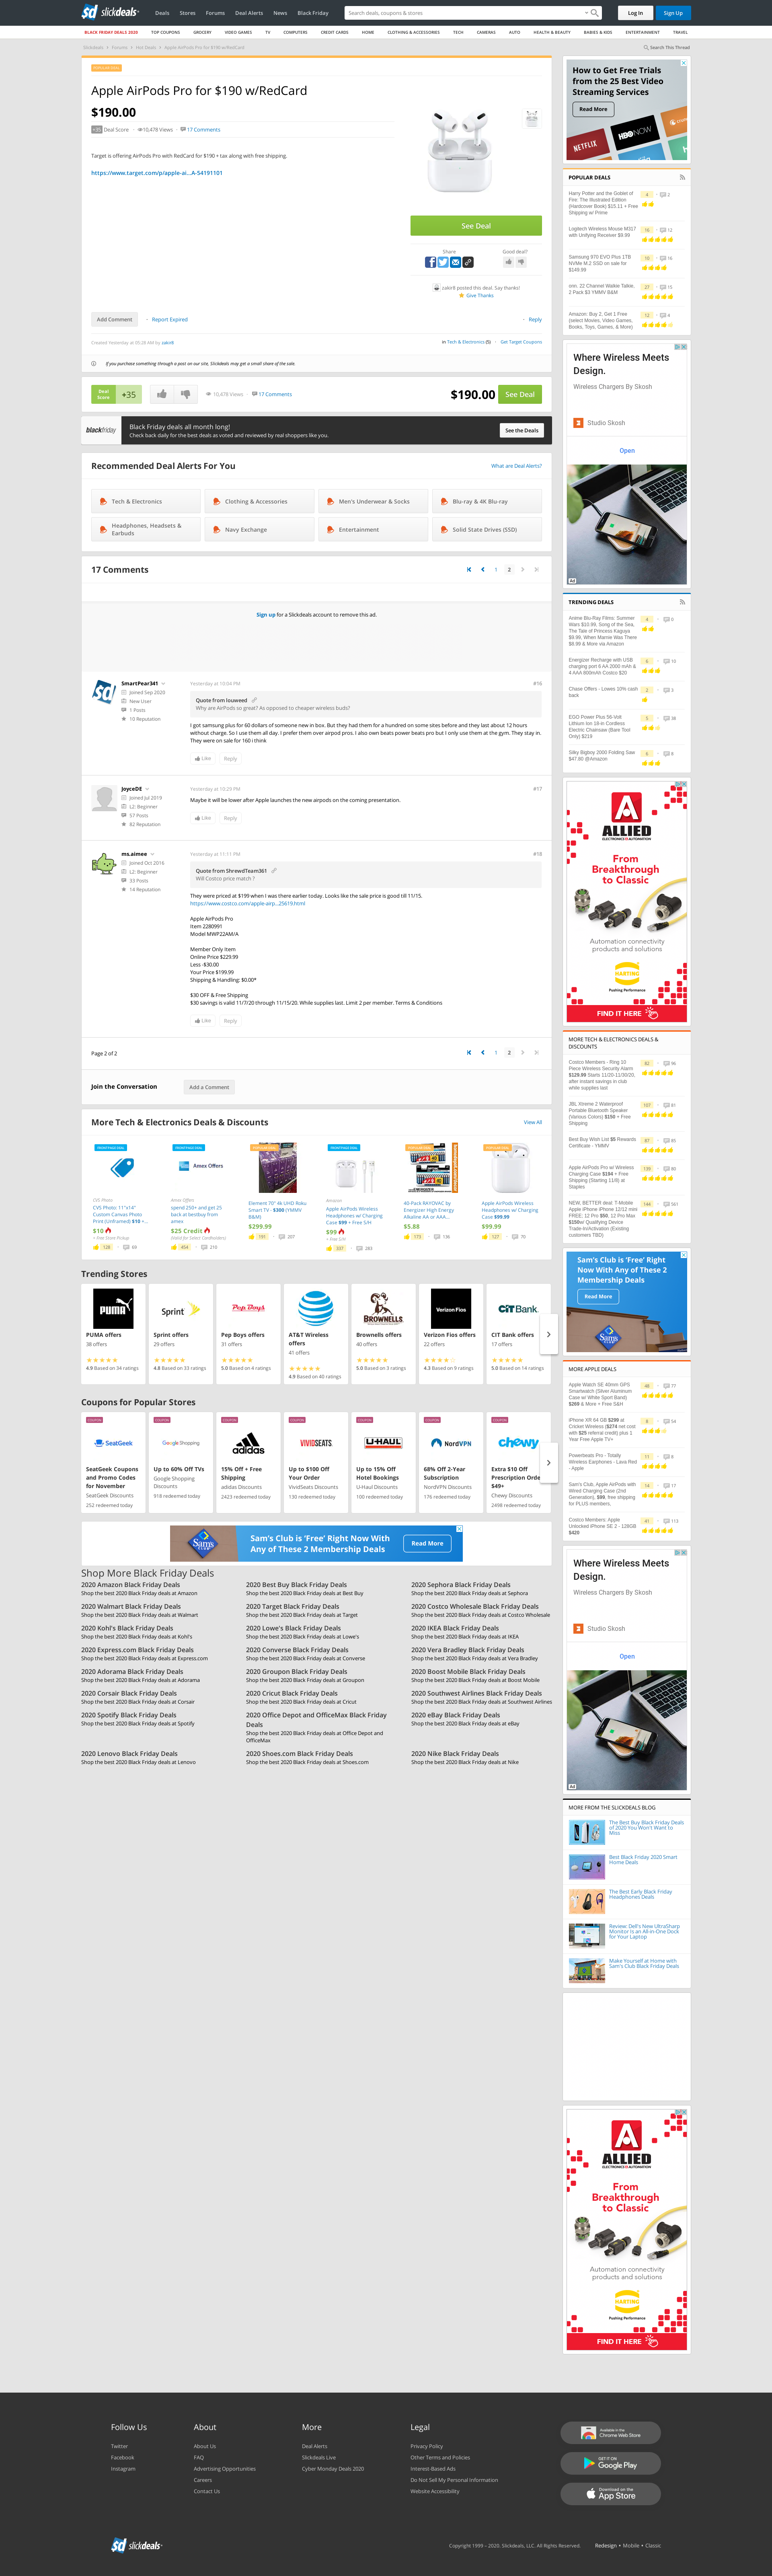 slickdeals
Deals Stores Forums Deal Alerts News Black Friday
Search deals, coupons & stores
Log In
Sign Up
BLACK FRIDAY DEALS 2020 TOP COUPONS GROCERY VIDEO GAMES TV COMPUTERS CREDIT CARDS HOME CLOTHING & ACCESSORIES TECH CAMERAS AUTO HEALTH & BEAUTY BABIES & KIDS ENTERTAINMENT TRAVEL
Slickdeals > Forums > Hot Deals > Apple AirPods Pro for $190 w/RedCard
Search This Thread
Apple AirPods Pro for $190 w/RedCard
$190.00
+35 Deal Score 10,478 Views 17 Comments
Target is offering AirPods Pro with RedCard for $190 + tax along with free shipping.
https://www.target.com/p/apple-ai...A-54191101
See Deal
Share
Good deal?
zakn9 posted this deal. Say thanks!
Give Thanks
Add Comment
Report Expired
Reply
Created Yesterday at 05:28 AM by zakn9
in Tech & Electronics (5) Get Target Coupons
If you purchase something through a post on our site, Slickdeals may get a small share of the sale.
Deal Score +35
10,478 Views 17 Comments
$190.00 See Deal
blackfriday
Black Friday deals all month long!
Check back daily for the best deals as voted and reviewed by real shoppers like you.
See the Deals
Recommended Deal Alerts For You
What are Deal Alerts?
Tech & Electronics
Clothing & Accessories
Men's Underwear & Socks
Blu-ray & 4K Blu-ray
Headphones, Headsets & Earbuds
Navy Exchange
Entertainment
Solid State Drives (SSD)
17 Comments
1 2
Sign up for a Slickdeals account to remove this ad.
SmartPear341
Joined Sep 2020
New User
1 Posts
10 Reputation
Yesterday at 10:04 PM
#16
Quote from louweed
Why are AirPods so great? As opposed to cheaper wireless buds?
I got samsung plus for 60 dollars of someone new in box. But they had them for a hundred on some sites before and they last about 12 hours
without charge. So I use them all day. I prefer them over airpod pros. I also own beats power beats pro but I only use them at the gym. They stay in.
They were on sale for 160 i think
Like Reply
JoyceDE
Joined Jul 2019
L2: Beginner
57 Posts
82 Reputation
Yesterday at 10:29 PM
#17
Maybe it will be lower after Apple launches the new airpods on the coming presentation.
Like Reply
ms.aimee
Joined Oct 2016
L2: Beginner
33 Posts
14 Reputation
Yesterday at 11:11 PM
#18
Quote from ShrewdTeam361
Will Costco price match ?
They were priced at $199 when I was there earlier today. Looks like the sale price is good till 11/15.
https://www.costco.com/apple-airp...25619.html
Apple AirPods Pro
Item 2280991
Model MWP22AM/A
Member Only Item
Online Price $229.99
Less -$30.00
Your Price $199.99
Shipping & Handling: $0.00*
$30 OFF & Free Shipping
$30 savings is valid 11/7/20 through 11/15/20. While supplies last. Limit 2 per member. Terms & Conditions
Like Reply
Page 2 of 2
1 2
Join the Conversation
Add a Comment
More Tech & Electronics Deals & Discounts
View All
CVS Photo
CVS Photo: 11"x14" Custom Canvas Photo Print (Unframed) $10 +...
$10
+ Free Store Pickup
128 69
Amex Offers
Amex Offers
spend 250+ and get 25 back at bestbuy from amex
$25 Credit
(Valid for Select Cardholders)
454 210
Element 70" 4k UHD Roku Smart TV - $300 (YMMV B&M)
$299.99
191 207
Amazon
Apple AirPods Wireless Headphones w/ Charging Case $99 + Free S/H
$99
+ Free S/H
337 283
40-Pack RAYOVAC by Energizer High Energy Alkaline AA or AAA...
$5.88
173 136
Apple AirPods Wireless Headphones w/ Charging Case $99.99
$99.99
127 70
Trending Stores
PUMA offers
38 offers
4.9 Based on 34 ratings
Sprint offers
29 offers
4.8 Based on 33 ratings
Pep Boys offers
31 offers
5.0 Based on 4 ratings
AT&T Wireless offers
41 offers
4.9 Based on 40 ratings
Brownells offers
40 offers
5.0 Based on 3 ratings
Verizon Fios offers
22 offers
4.3 Based on 9 ratings
CIT Bank offers
17 offers
5.0 Based on 14 ratings
Coupons for Popular Stores
SeatGeek Coupons and Promo Codes for November
SeatGeek Discounts
252 redeemed today
Up to 60% Off TVs
Google Shopping Discounts
918 redeemed today
15% Off + Free Shipping
adidas Discounts
2423 redeemed today
Up to $100 Off Your Order
VividSeats Discounts
130 redeemed today
Up to 15% Off Hotel Bookings
U-Haul Discounts
100 redeemed today
68% Off 2-Year Subscription
NordVPN Discounts
176 redeemed today
Extra $10 Off Prescription Orde $49+
Chewy Discounts
2498 redeemed today
Sam's Club is 'Free' Right Now With Any of These 2 Membership Deals
Read More
Shop More Black Friday Deals
2020 Amazon Black Friday Deals
Shop the best 2020 Black Friday deals at Amazon
2020 Best Buy Black Friday Deals
Shop the best 2020 Black Friday deals at Best Buy
2020 Sephora Black Friday Deals
Shop the best 2020 Black Friday deals at Sephora
2020 Walmart Black Friday Deals
Shop the best 2020 Black Friday deals at Walmart
2020 Target Black Friday Deals
Shop the best 2020 Black Friday deals at Target
2020 Costco Wholesale Black Friday Deals
Shop the best 2020 Black Friday deals at Costco Wholesale
2020 Kohl's Black Friday Deals
Shop the best 2020 Black Friday deals at Kohl's
2020 Lowe's Black Friday Deals
Shop the best 2020 Black Friday deals at Lowe's
2020 IKEA Black Friday Deals
Shop the best 2020 Black Friday deals at IKEA
2020 Express.com Black Friday Deals
Shop the best 2020 Black Friday deals at Express.com
2020 Converse Black Friday Deals
Shop the best 2020 Black Friday deals at Converse
2020 Vera Bradley Black Friday Deals
Shop the best 2020 Black Friday deals at Vera Bradley
2020 Adorama Black Friday Deals
Shop the best 2020 Black Friday deals at Adorama
2020 Groupon Black Friday Deals
Shop the best 2020 Black Friday deals at Groupon
2020 Boost Mobile Black Friday Deals
Shop the best 2020 Black Friday deals at Boost Mobile
2020 Corsair Black Friday Deals
Shop the best 2020 Black Friday deals at Corsair
2020 Cricut Black Friday Deals
Shop the best 2020 Black Friday deals at Cricut
2020 Southwest Airlines Black Friday Deals
Shop the best 2020 Black Friday deals at Southwest Airlines
2020 Spotify Black Friday Deals
Shop the best 2020 Black Friday deals at Spotify
2020 Office Depot and OfficeMax Black Friday Deals
Shop the best 2020 Black Friday deals at Office Depot and OfficeMax
2020 eBay Black Friday Deals
Shop the best 2020 Black Friday deals at eBay
2020 Lenovo Black Friday Deals
Shop the best 2020 Black Friday deals at Lenovo
2020 Shoes.com Black Friday Deals
Shop the best 2020 Black Friday deals at Shoes.com
2020 Nike Black Friday Deals
Shop the best 2020 Black Friday deals at Nike
How to Get Free Trials from the 25 Best Video Streaming Services
Read More
POPULAR DEALS
Harry Potter and the Goblet of Fire: The Illustrated Edition (Hardcover Book) $15.11 + Free Shipping w/ Prime
Logitech Wireless Mouse M317 with Unifying Receiver $9.99
Samsung 970 EVO Plus 1TB NVMe M.2 SSD on sale for $149.99
onn. 22 Channel Walkie Talkie, 2 Pack $3 YMMV B&M
Amazon: Buy 2, Get 1 Free (select Movies, Video Games, Books, Toys, Games, & More)
Where Wireless Meets Design.
Wireless Chargers By Skosh
Studio Skosh
Open
TRENDING DEALS
Anime Blu-Ray Films: Summer Wars $10.99, Song of the Sea, The Tale of Princess Kaguya $9.99, When Marnie Was There $8.99 & More via Amazon
Energizer Recharge with USB charging port 6 AA 2000 mAh & 4 AAA 800mAh Costco $20
Chase Offers - Lowes 10% cash back
EGO Power Plus 56-Volt Lithium Ion 18-in Cordless Electric Chainsaw (Bare Tool Only) $219
Silky Bigboy 2000 Folding Saw $47.80 @Amazon
ALLIED ELECTRONICS & AUTOMATION
From Breakthrough to Classic
Automation connectivity products and solutions
HARTING
Pushing Performance
FIND IT HERE
MORE TECH & ELECTRONICS DEALS & DISCOUNTS
Costco Members - Ring 10 Piece Wireless Security Alarm $129.99 Starts 11/20-11/30/20, after instant savings in club while supplies last
JBL Xtreme 2 Waterproof Portable Bluetooth Speaker (Various Colors) $150 + Free Shipping
Best Buy Wish List $5 Rewards Certificate - YMMV
Apple AirPods Pro w/ Wireless Charging Case $194 + Free Shipping (Starting 11/8) at Staples
NEW, BETTER deal: T-Mobile Apple iPhone iPhone 12/12 mini FREE; 12 Pro $50, 12 Pro Max $150w/ Qualifying Device Trade-In/Activation (Existing customers TBD)
Sam's Club is 'Free' Right Now With Any of These 2 Membership Deals
Read More
MORE APPLE DEALS
Apple Watch SE 40mm GPS Smartwatch (Silver Aluminum Case w/ White Sport Band) $269 & More + Free S&H
iPhone XR 64 GB $299 at Cricket Wireless ($274 net cost with $25 referral credit) plus 1 Year Free Apple TV+
Powerbeats Pro - Totally Wireless Earphones - Lava Red - Apple
Sam's Club, Apple AirPods with Wired Charging Case (2nd Generation), $99, free shipping for PLUS members.
Costco Members: Apple Unlocked iPhone SE 2 - 128GB $420
Where Wireless Meets Design.
Wireless Chargers By Skosh
Studio Skosh
Open
MORE FROM THE SLICKDEALS BLOG
The Best Buy Black Friday Deals of 2020 You Won't Want to Miss
Best Black Friday 2020 Smart Home Deals
The Best Early Black Friday Headphones Deals
Review: Dell's New UltraSharp Monitor Is an All-in-One Dock for Your Laptop
Make Yourself at Home with Sam's Club Black Friday Deals
ALLIED ELECTRONICS & AUTOMATION
From Breakthrough to Classic
Automation connectivity products and solutions
HARTING
Pushing Performance
FIND IT HERE
Follow Us
Twitter
Facebook
Instagram
About
About Us
FAQ
Advertising Opportunities
Careers
Contact Us
More
Deal Alerts
Slickdeals Live
Cyber Monday Deals 2020
Legal
Privacy Policy
Other Terms and Policies
Interest-Based Ads
Do Not Sell My Personal Information
Website Accessibility
Available in the Chrome Web Store
GET IT ON Google Play
Download on the App Store
slickdeals
Copyright 1999 - 2020. Slickdeals, LLC. All Rights Reserved.
Redesign • Mobile • Classic